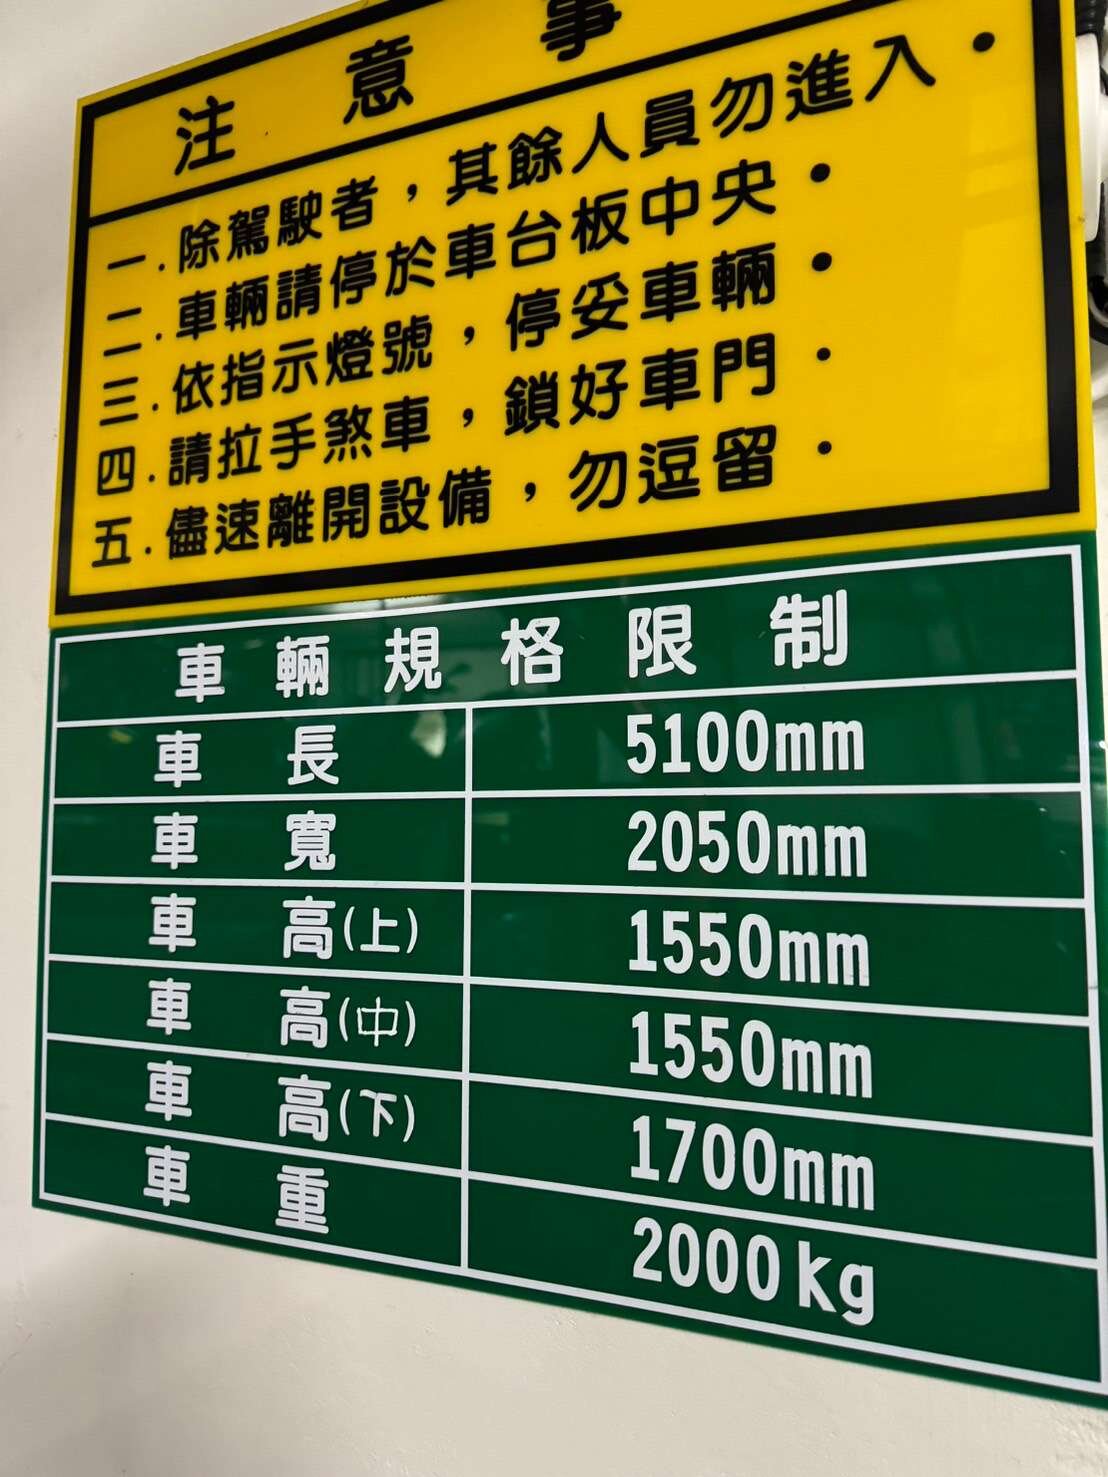 注意事
一.除駕駛者，其餘人員勿進入。
二.車輛請停於車台板中央。
三.依指示燈號，停妥車輛。
四.請拉手煞車，鎖好車門。
五.儘速離開設備，勿逗留。
車輛規格限制
車長 5100mm
車寬 2050mm
車高(上) 1550mm
車高(中) 1550mm
車高(下) 1700mm
車重 2000kg